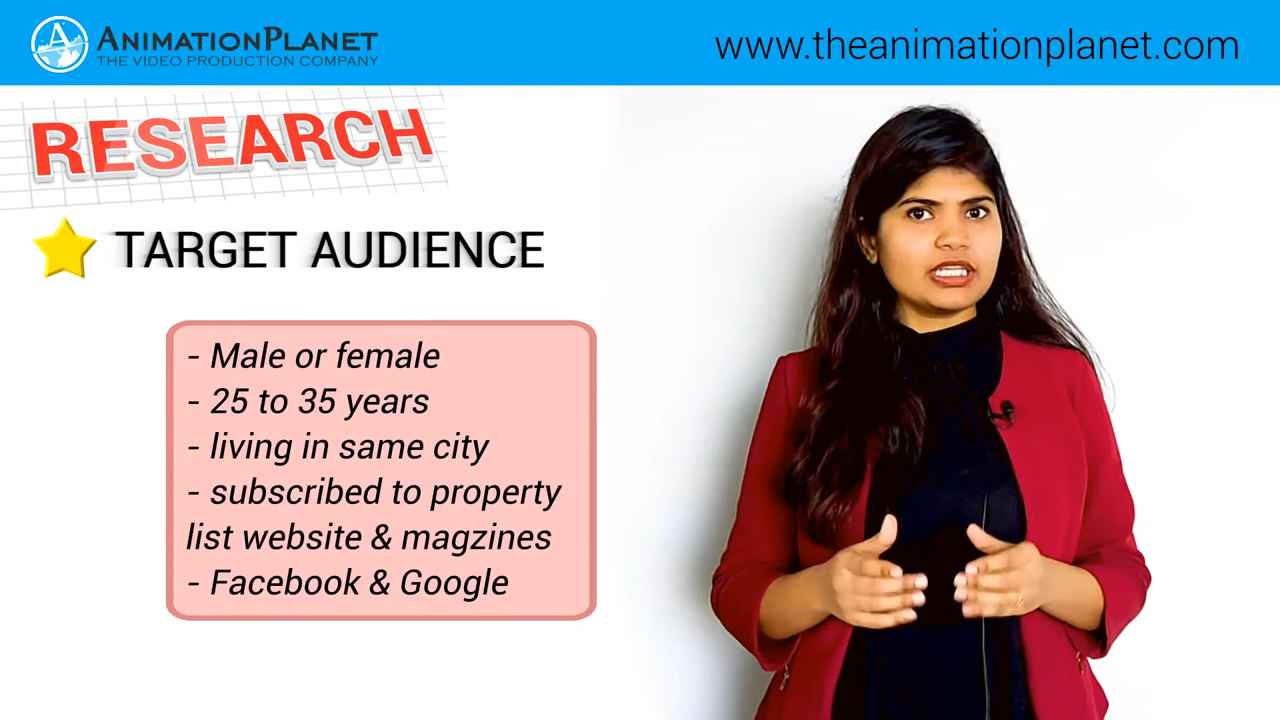 ANIMATIONPLANET
THE VIDEO PRODUCTION COMPANY
www.theanimationplanet.com
RESEARCH
TARGET AUDIENCE
- Male or female
- 25 to 35 years
- living in same city
- subscribed to property
list website & magzines
- Facebook & Google